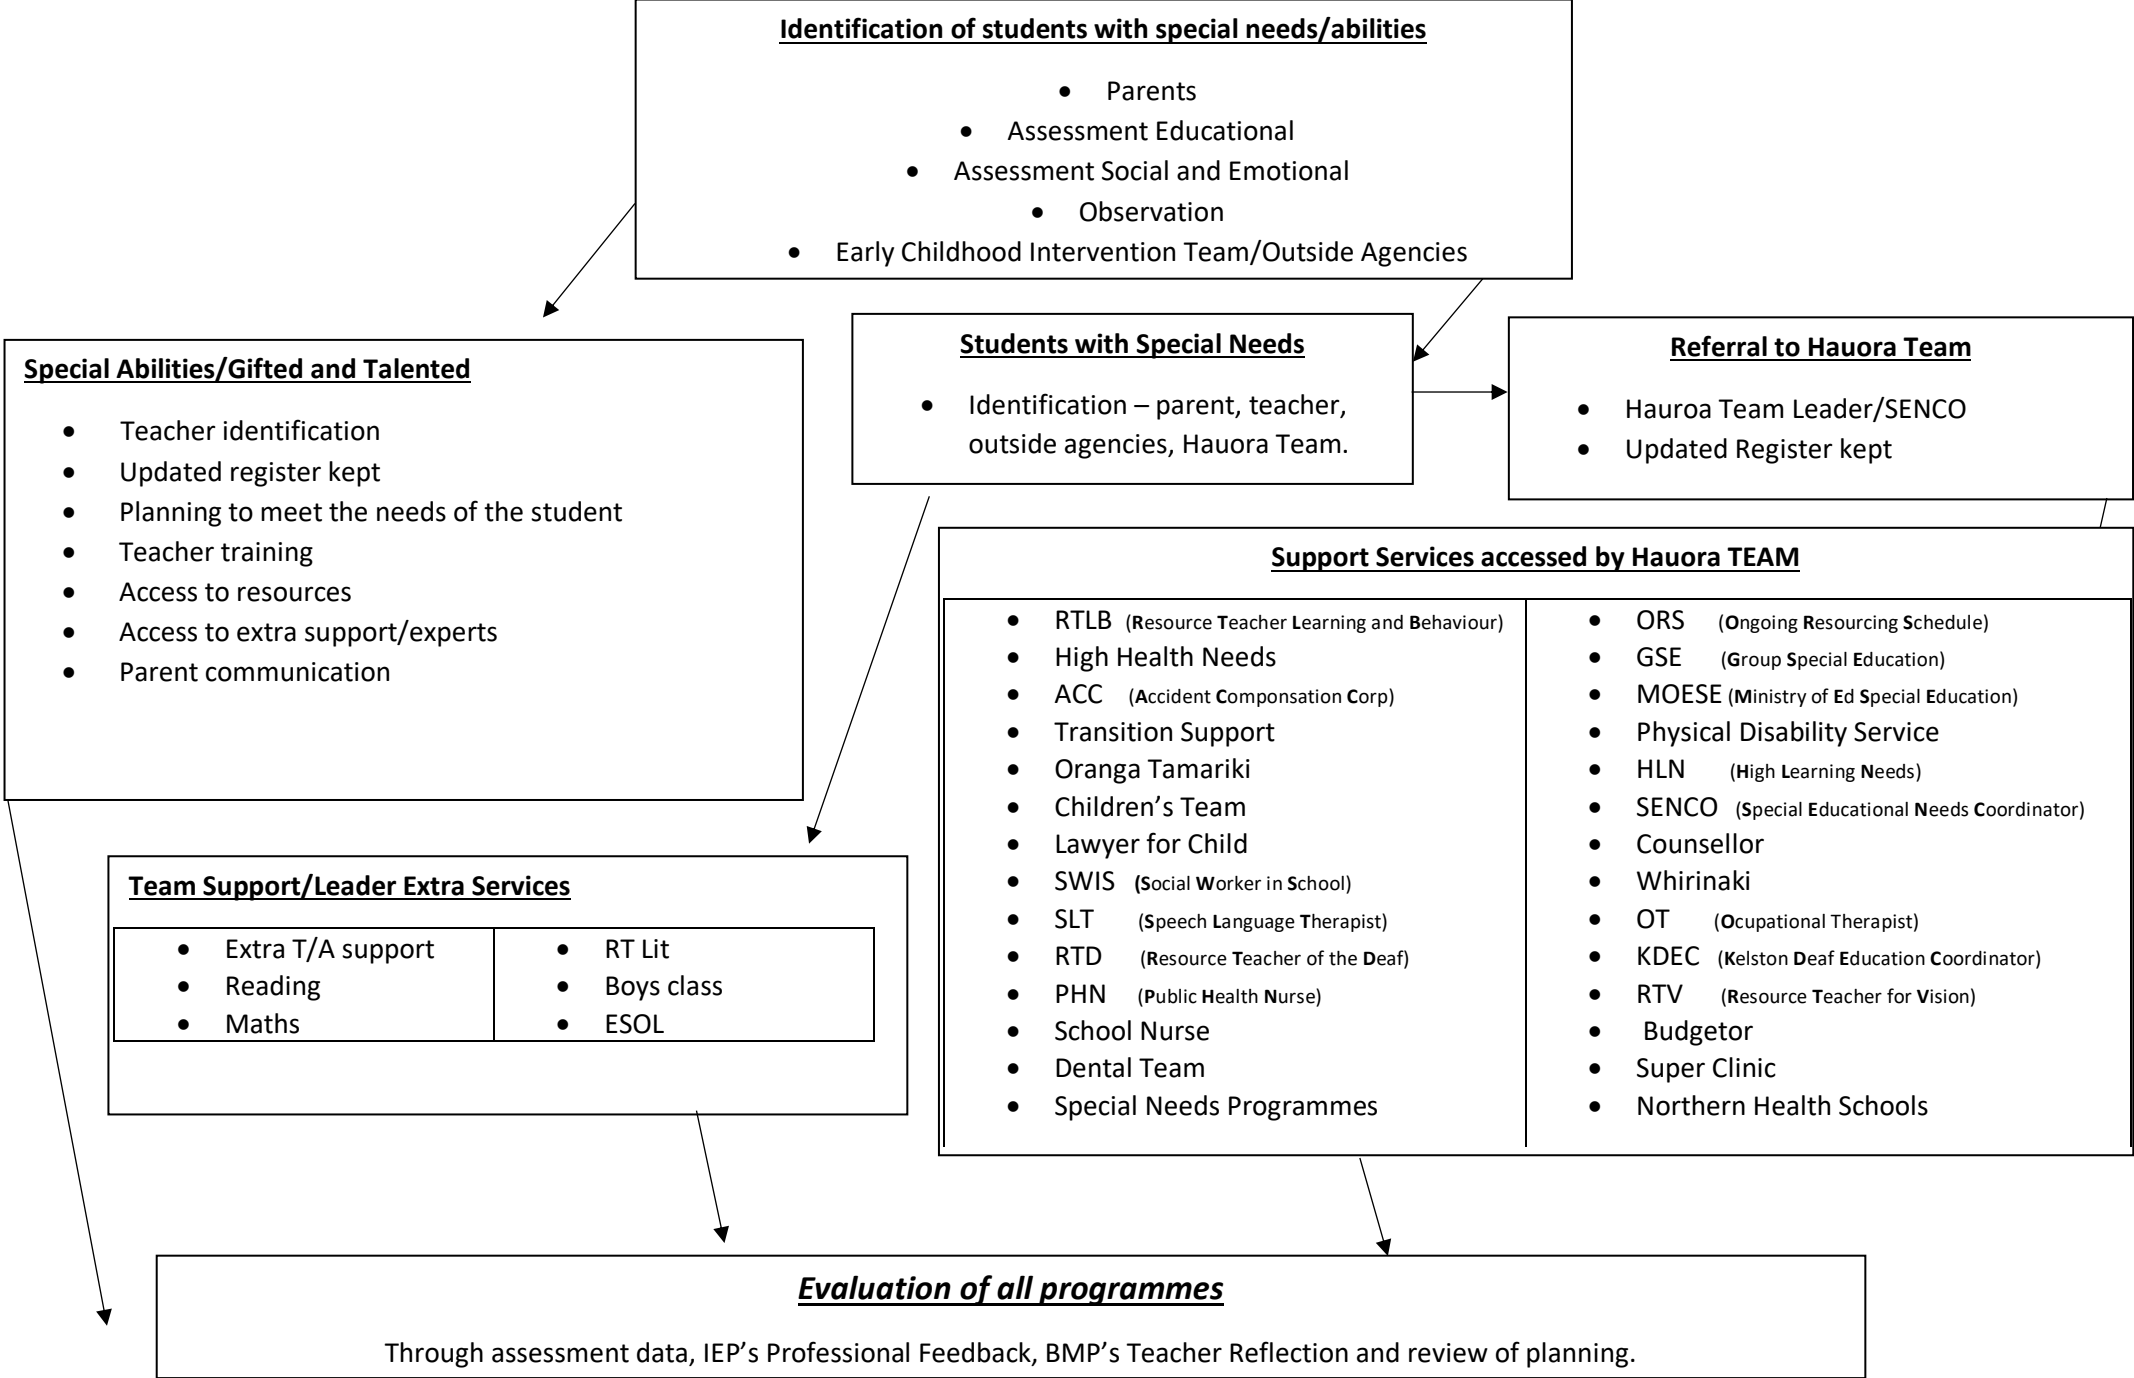 Identification of students with special needs/abilities
• Parents
• Assessment Educational
• Assessment Social and Emotional
• Observation
• Early Childhood Intervention Team/Outside Agencies
Special Abilities/Gifted and Talented
• Teacher identification
• Updated register kept
• Planning to meet the needs of the student
• Teacher training
• Access to resources
• Access to extra support/experts
• Parent communication
Students with Special Needs
• Identification – parent, teacher,
outside agencies, Hauora Team.
Referral to Hauora Team
• Hauroa Team Leader/SENCO
• Updated Register kept
Support Services accessed by Hauora TEAM
• RTLB (Resource Teacher Learning and Behaviour)
• High Health Needs
• ACC (Accident Componsation Corp)
• Transition Support
• Oranga Tamariki
• Children’s Team
• Lawyer for Child
• SWIS (Social Worker in School)
• SLT (Speech Language Therapist)
• RTD (Resource Teacher of the Deaf)
• PHN (Public Health Nurse)
• School Nurse
• Dental Team
• Special Needs Programmes
• ORS (Ongoing Resourcing Schedule)
• GSE (Group Special Education)
• MOESE (Ministry of Ed Special Education)
• Physical Disability Service
• HLN (High Learning Needs)
• SENCO (Special Educational Needs Coordinator)
• Counsellor
• Whirinaki
• OT (Ocupational Therapist)
• KDEC (Kelston Deaf Education Coordinator)
• RTV (Resource Teacher for Vision)
• Budgetor
• Super Clinic
• Northern Health Schools
Team Support/Leader Extra Services
• Extra T/A support
• Reading
• Maths
• RT Lit
• Boys class
• ESOL
Evaluation of all programmes
Through assessment data, IEP’s Professional Feedback, BMP’s Teacher Reflection and review of planning.